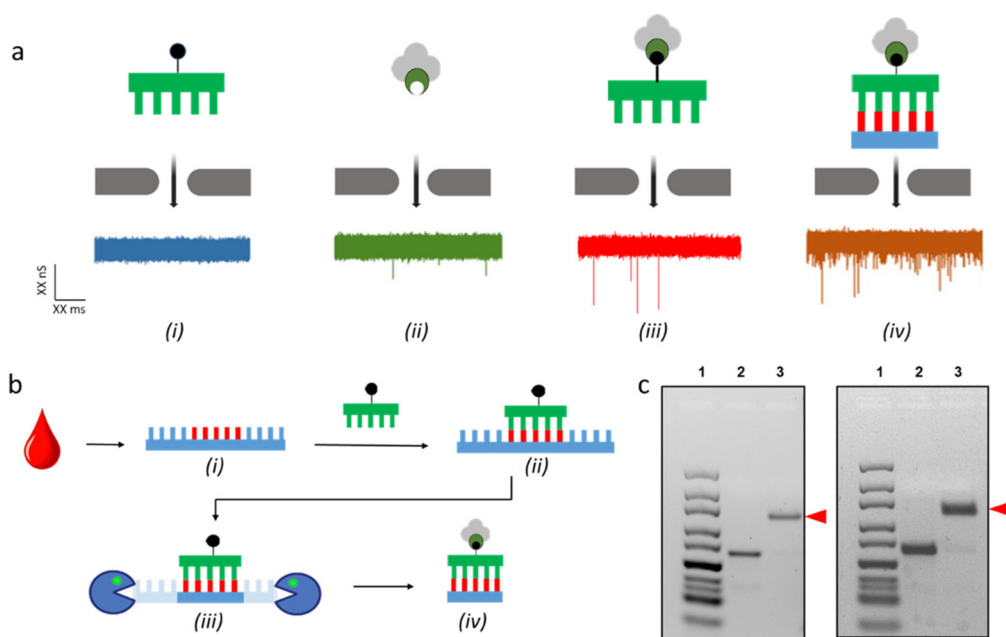 a
XX nS
XX ms
(i)
(ii)
(iii)
(iv)
b
(i)
(ii)
(iii)
(iv)
c
1 2 3
1 2 3